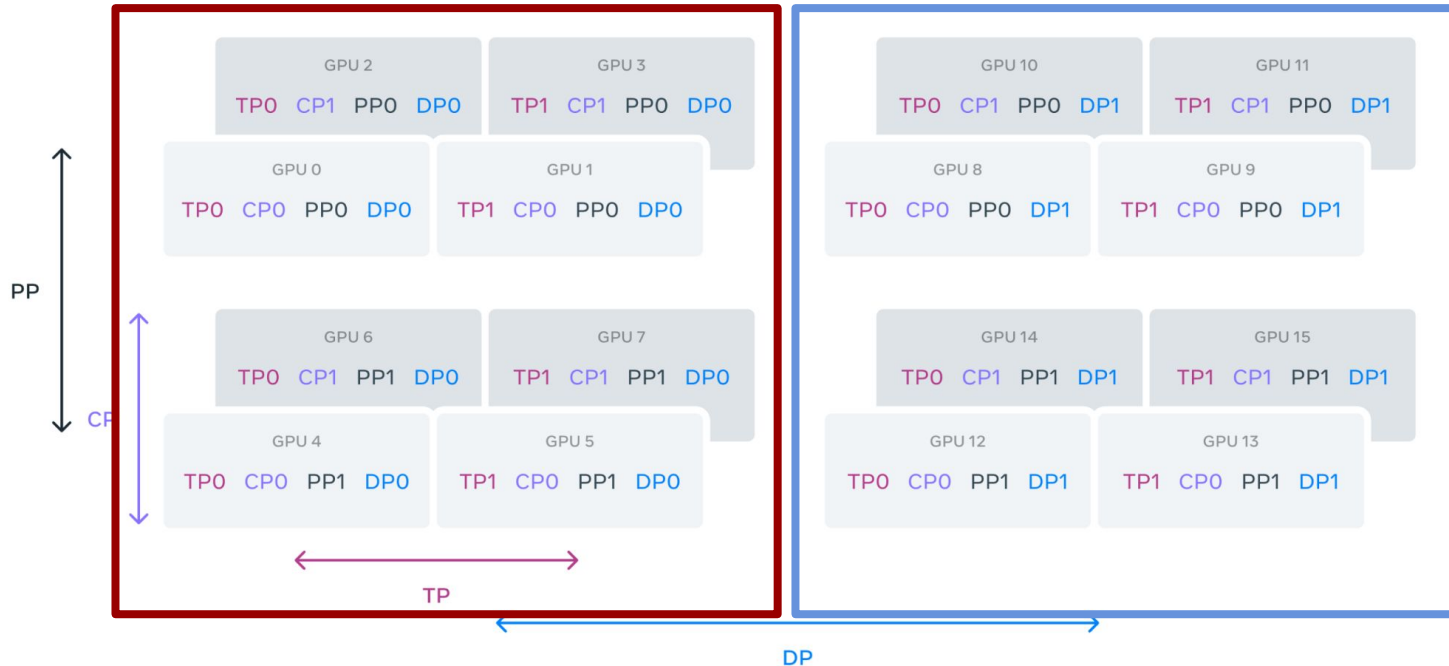 GPU 2
TP0 CP1 PP0 DP0
GPU 3
TP1 CP1 PP0 DP0
GPU 0
TP0 CP0 PP0 DP0
GPU 1
TP1 CP0 PP0 DP0
GPU 10
TP0 CP1 PP0 DP1
GPU 11
TP1 CP1 PP0 DP1
GPU 8
TP0 CP0 PP0 DP1
GPU 9
TP1 CP0 PP0 DP1
PP
GPU 6
TP0 CP1 PP1 DP0
GPU 7
TP1 CP1 PP1 DP0
CP
GPU 4
TP0 CP0 PP1 DP0
GPU 5
TP1 CP0 PP1 DP0
GPU 14
TP0 CP1 PP1 DP1
GPU 15
TP1 CP1 PP1 DP1
GPU 12
TP0 CP0 PP1 DP1
GPU 13
TP1 CP0 PP1 DP1
TP
DP